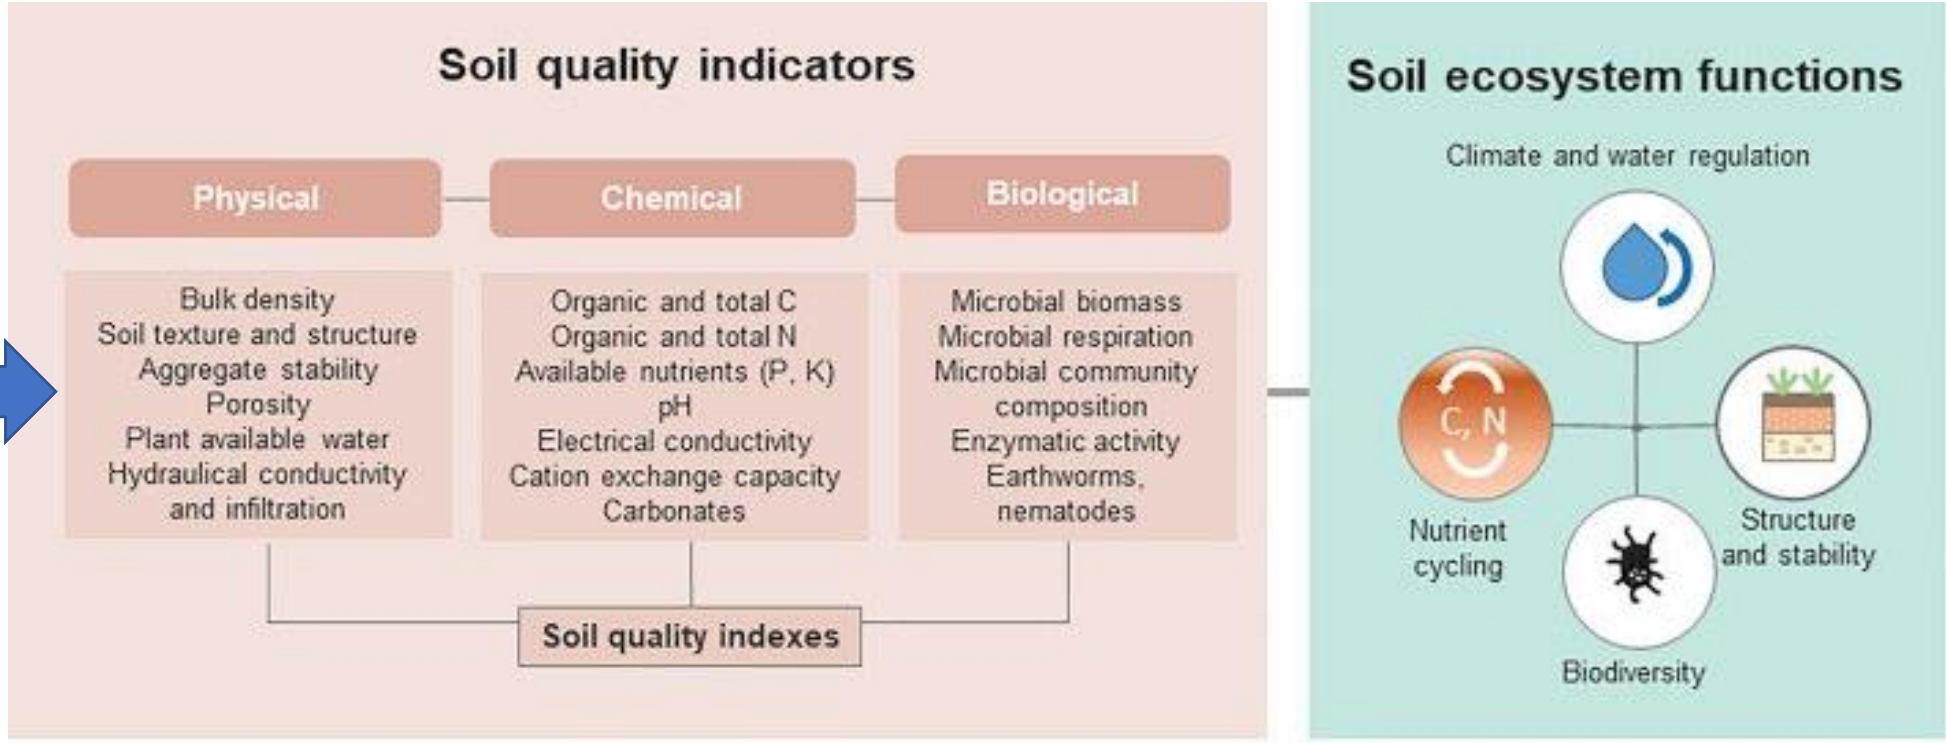 Soil quality indicators
Physical
Chemical
Biological
Bulk density
Soil texture and structure
Aggregate stability
Porosity
Plant available water
Hydraulical conductivity
and infiltration
Organic and total C
Organic and total N
Available nutrients (P, K)
pH
Electrical conductivity
Cation exchange capacity
Carbonates
Microbial biomass
Microbial respiration
Microbial community
composition
Enzymatic activity
Earthworms,
nematodes
Soil quality indexes
Soil ecosystem functions
Climate and water regulation
C, N
Nutrient
cycling
Structure
and stability
Biodiversity